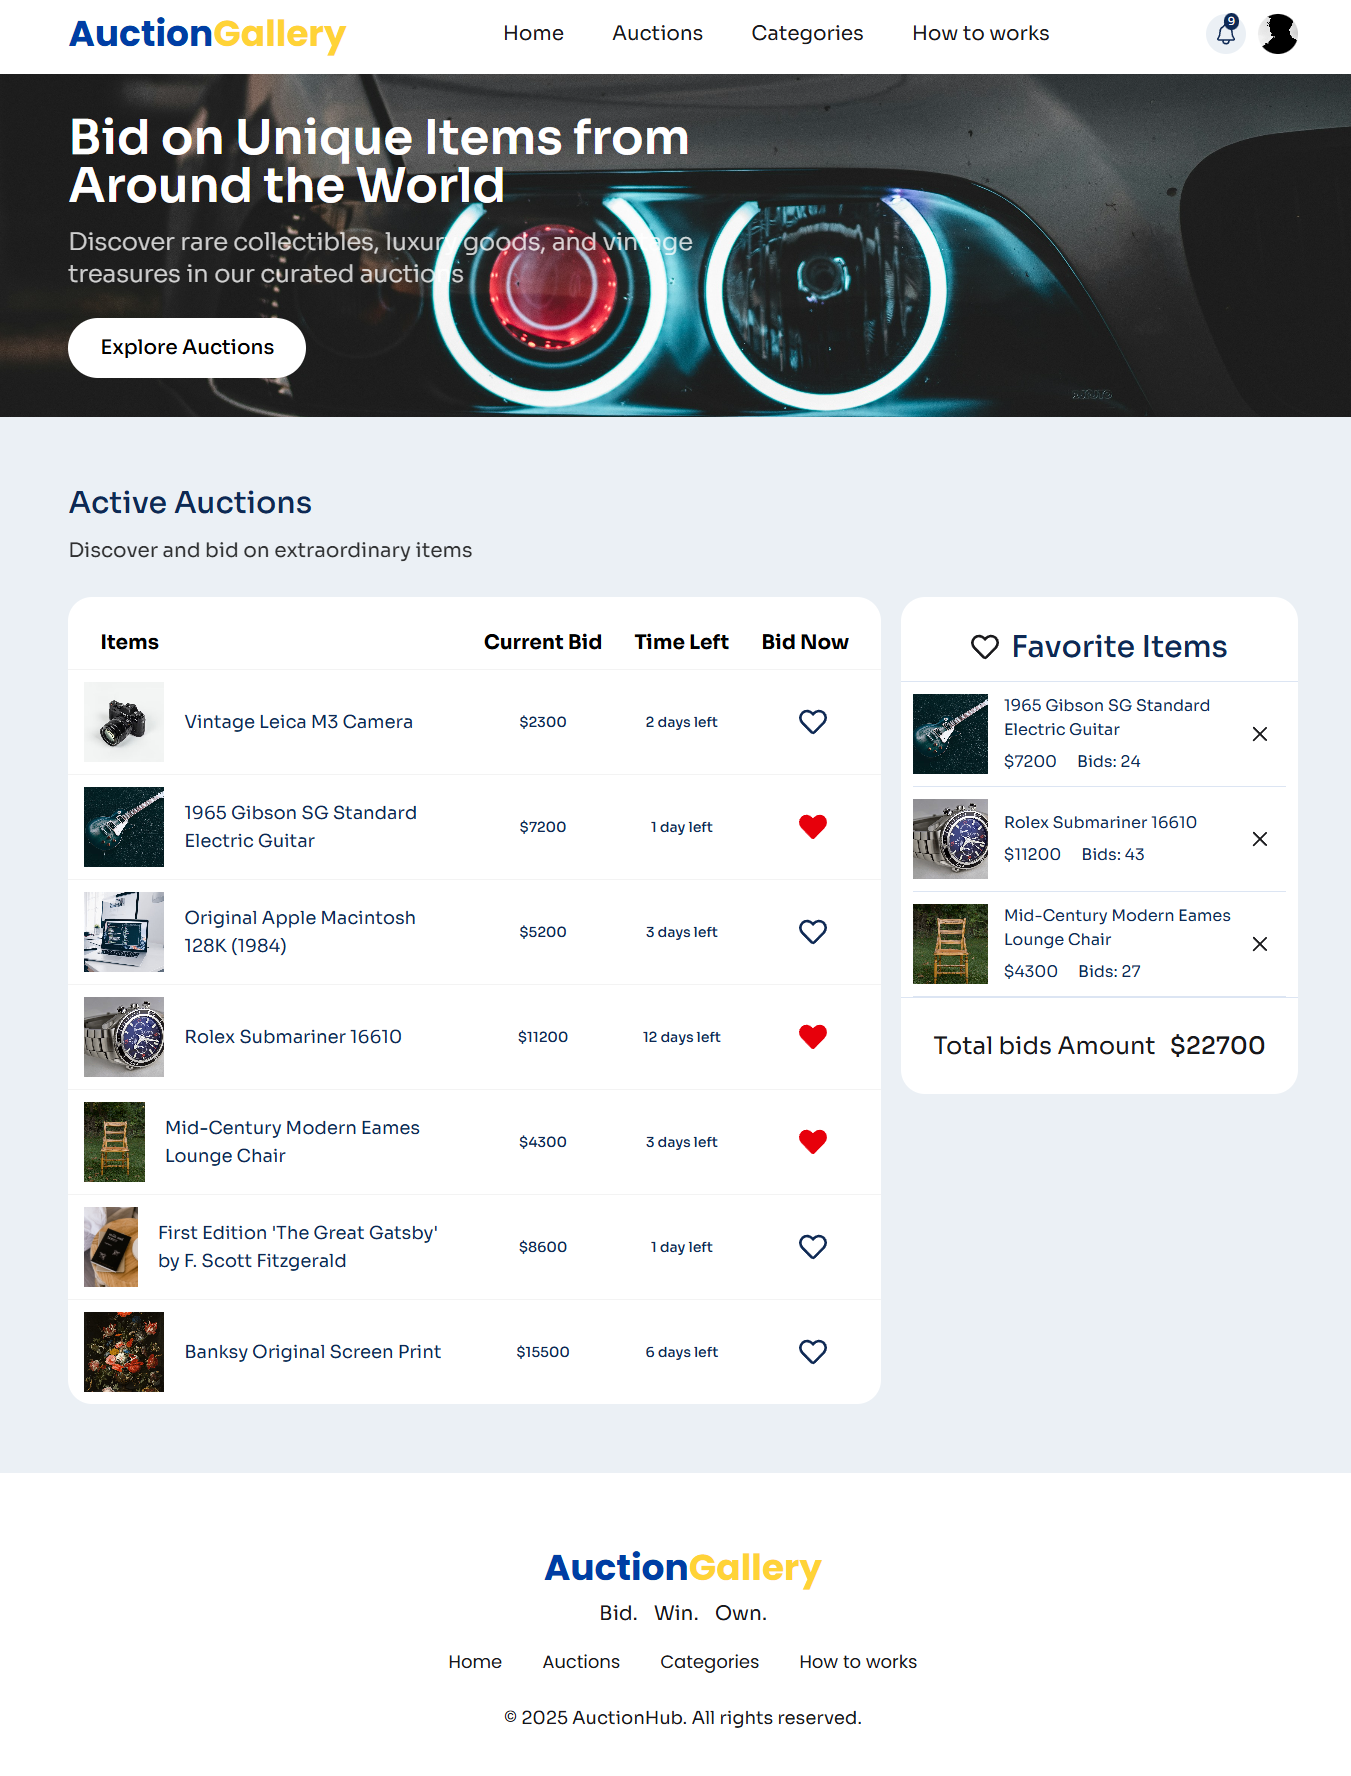 AuctionGallery
Home Auctions Categories How to works
9
Bid on Unique Items from
Around the World
Discover rare collectibles, luxury goods, and vintage
treasures in our curated auctions
Explore Auctions
Active Auctions
Discover and bid on extraordinary items
Items Current Bid Time Left Bid Now
Vintage Leica M3 Camera $2300 2 days left
1965 Gibson SG Standard
Electric Guitar $7200 1 day left
Original Apple Macintosh
128K (1984) $5200 3 days left
Rolex Submariner 16610 $11200 12 days left
Mid-Century Modern Eames
Lounge Chair $4300 3 days left
First Edition 'The Great Gatsby'
by F. Scott Fitzgerald $8600 1 day left
Banksy Original Screen Print $15500 6 days left
Favorite Items
1965 Gibson SG Standard
Electric Guitar
$7200 Bids: 24
Rolex Submariner 16610
$11200 Bids: 43
Mid-Century Modern Eames
Lounge Chair
$4300 Bids: 27
Total bids Amount $22700
AuctionGallery
Bid. Win. Own.
Home Auctions Categories How to works
© 2025 AuctionHub. All rights reserved.